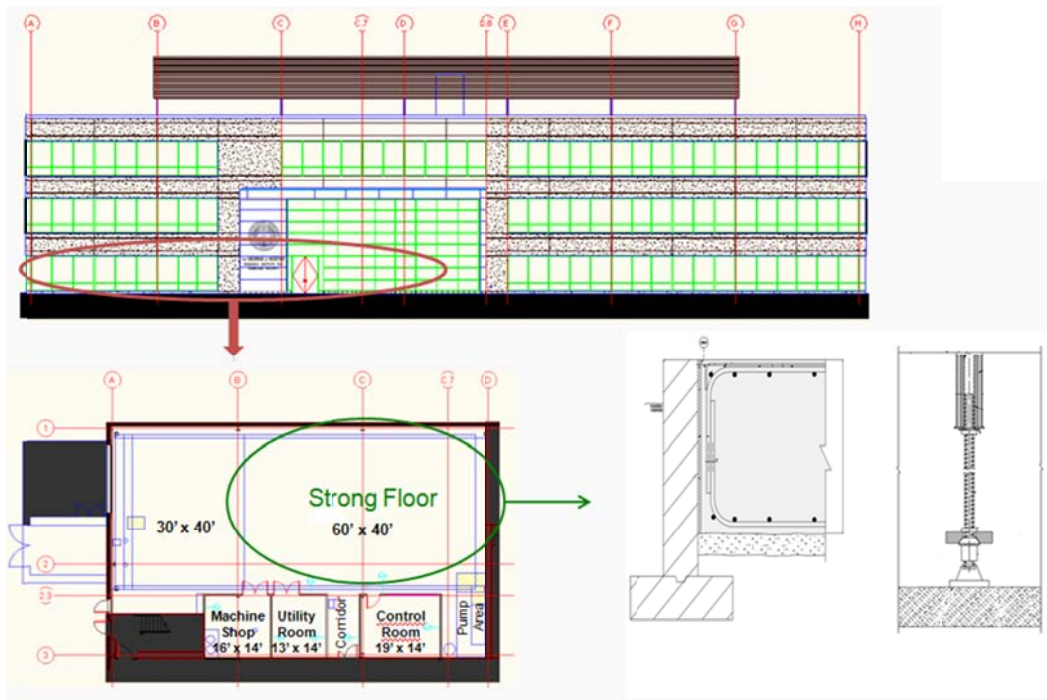 A B C C.7 D D.8 E F G H
A B C C.7 D
1
Strong Floor
30' x 40' 60' x 40'
2
2.3
Machine Shop 16' x 14'
Utility Room 13' x 14'
Corridor
Control Room 19' x 14'
Pump Area
3